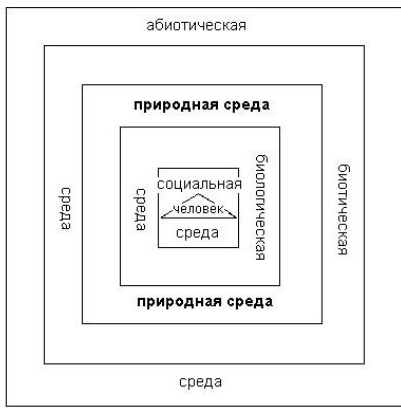 абиотическая
природная среда
среда
среда
социальная
человек
среда
биологическая
биотическая
природная среда
среда